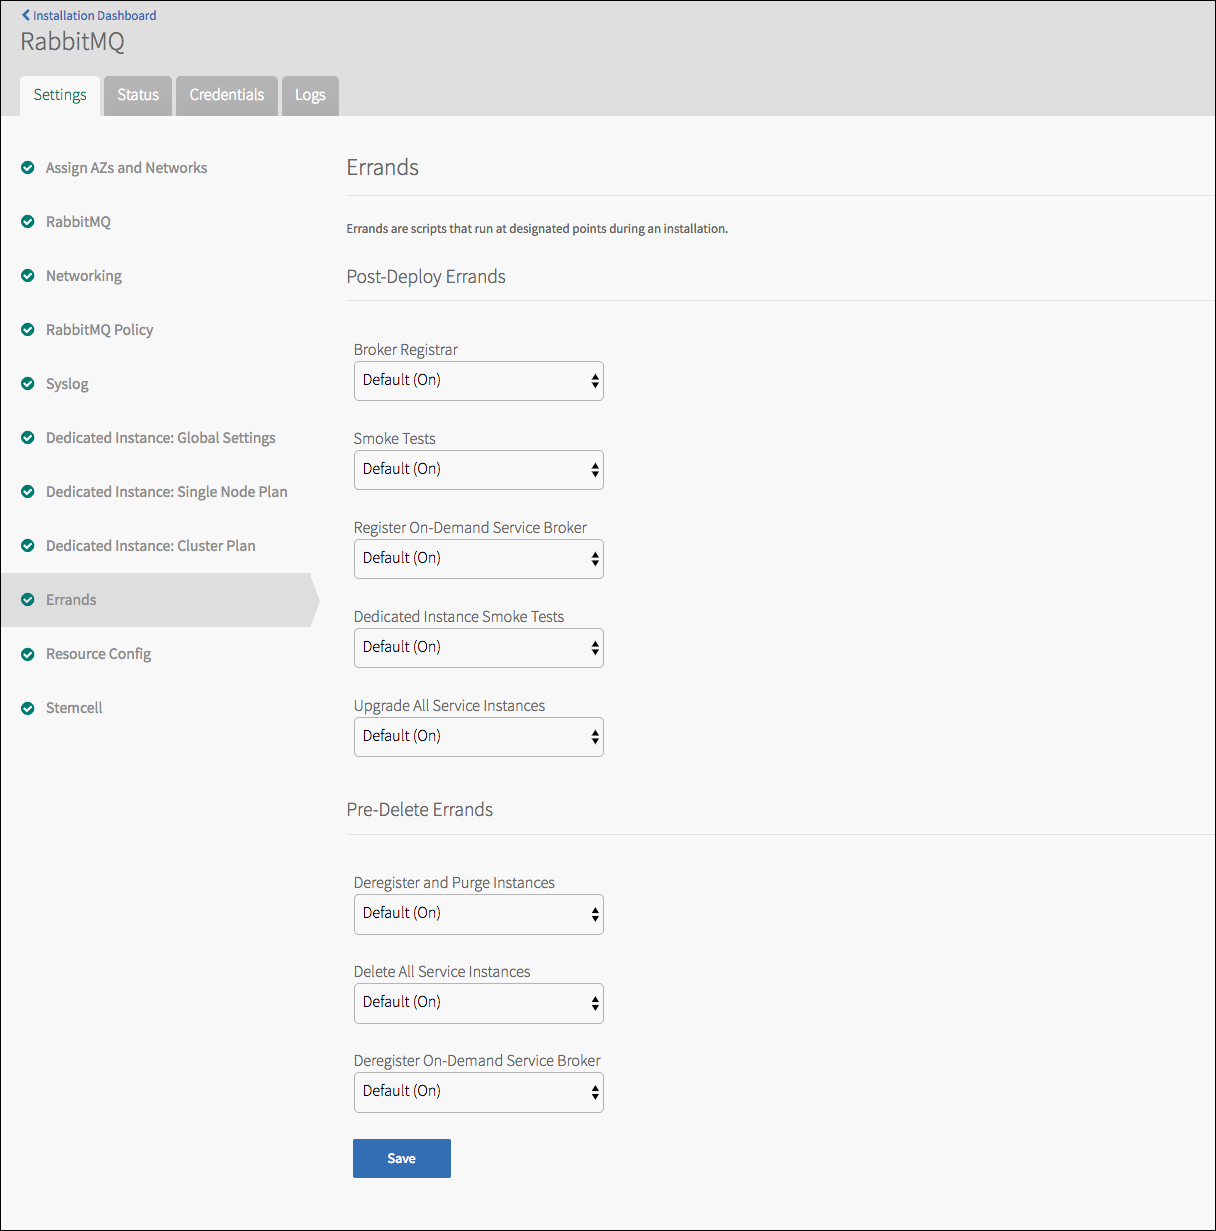 Installation Dashboard
RabbitMQ
Settings
Status
Credentials
Logs
Assign AZs and Networks
RabbitMQ
Networking
RabbitMQ Policy
Syslog
Dedicated Instance: Global Settings
Dedicated Instance: Single Node Plan
Dedicated Instance: Cluster Plan
Errands
Resource Config
Stemcell
Errands
Errands are scripts that run at designated points during an installation.
Post-Deploy Errands
Broker Registrar
Default (On)
Smoke Tests
Default (On)
Register On-Demand Service Broker
Default (On)
Dedicated Instance Smoke Tests
Default (On)
Upgrade All Service Instances
Default (On)
Pre-Delete Errands
Deregister and Purge Instances
Default (On)
Delete All Service Instances
Default (On)
Deregister On-Demand Service Broker
Default (On)
Save